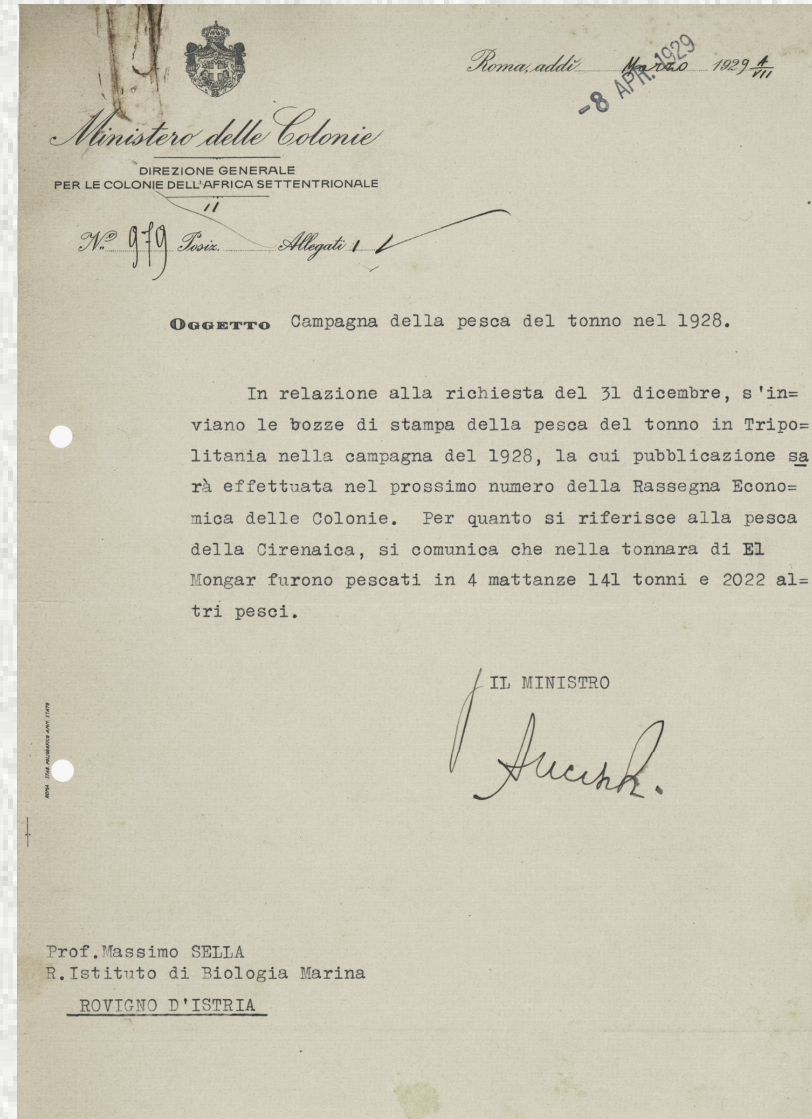 Roma, addì Marzo 1929 A VII
-8 APR. 1929
Ministero delle Colonie
DIREZIONE GENERALE
PER LE COLONIE DELL'AFRICA SETTENTRIONALE
N.º 979 Posiz. Allegati 1
OGGETTO Campagna della pesca del tonno nel 1928.
In relazione alla richiesta del 31 dicembre, s'in=
viano le bozze di stampa della pesca del tonno in Tripo=
litania nella campagna del 1928, la cui pubblicazione sa
rà effettuata nel prossimo numero della Rassegna Econo=
mica delle Colonie. Per quanto si riferisce alla pesca
della Cirenaica, si comunica che nella tonnara di El
Mongar furono pescati in 4 mattanze 141 tonni e 2022 al=
tri pesci.
IL MINISTRO
Prof.Massimo SELLA
R.Istituto di Biologia Marina
ROVIGNO D'ISTRIA